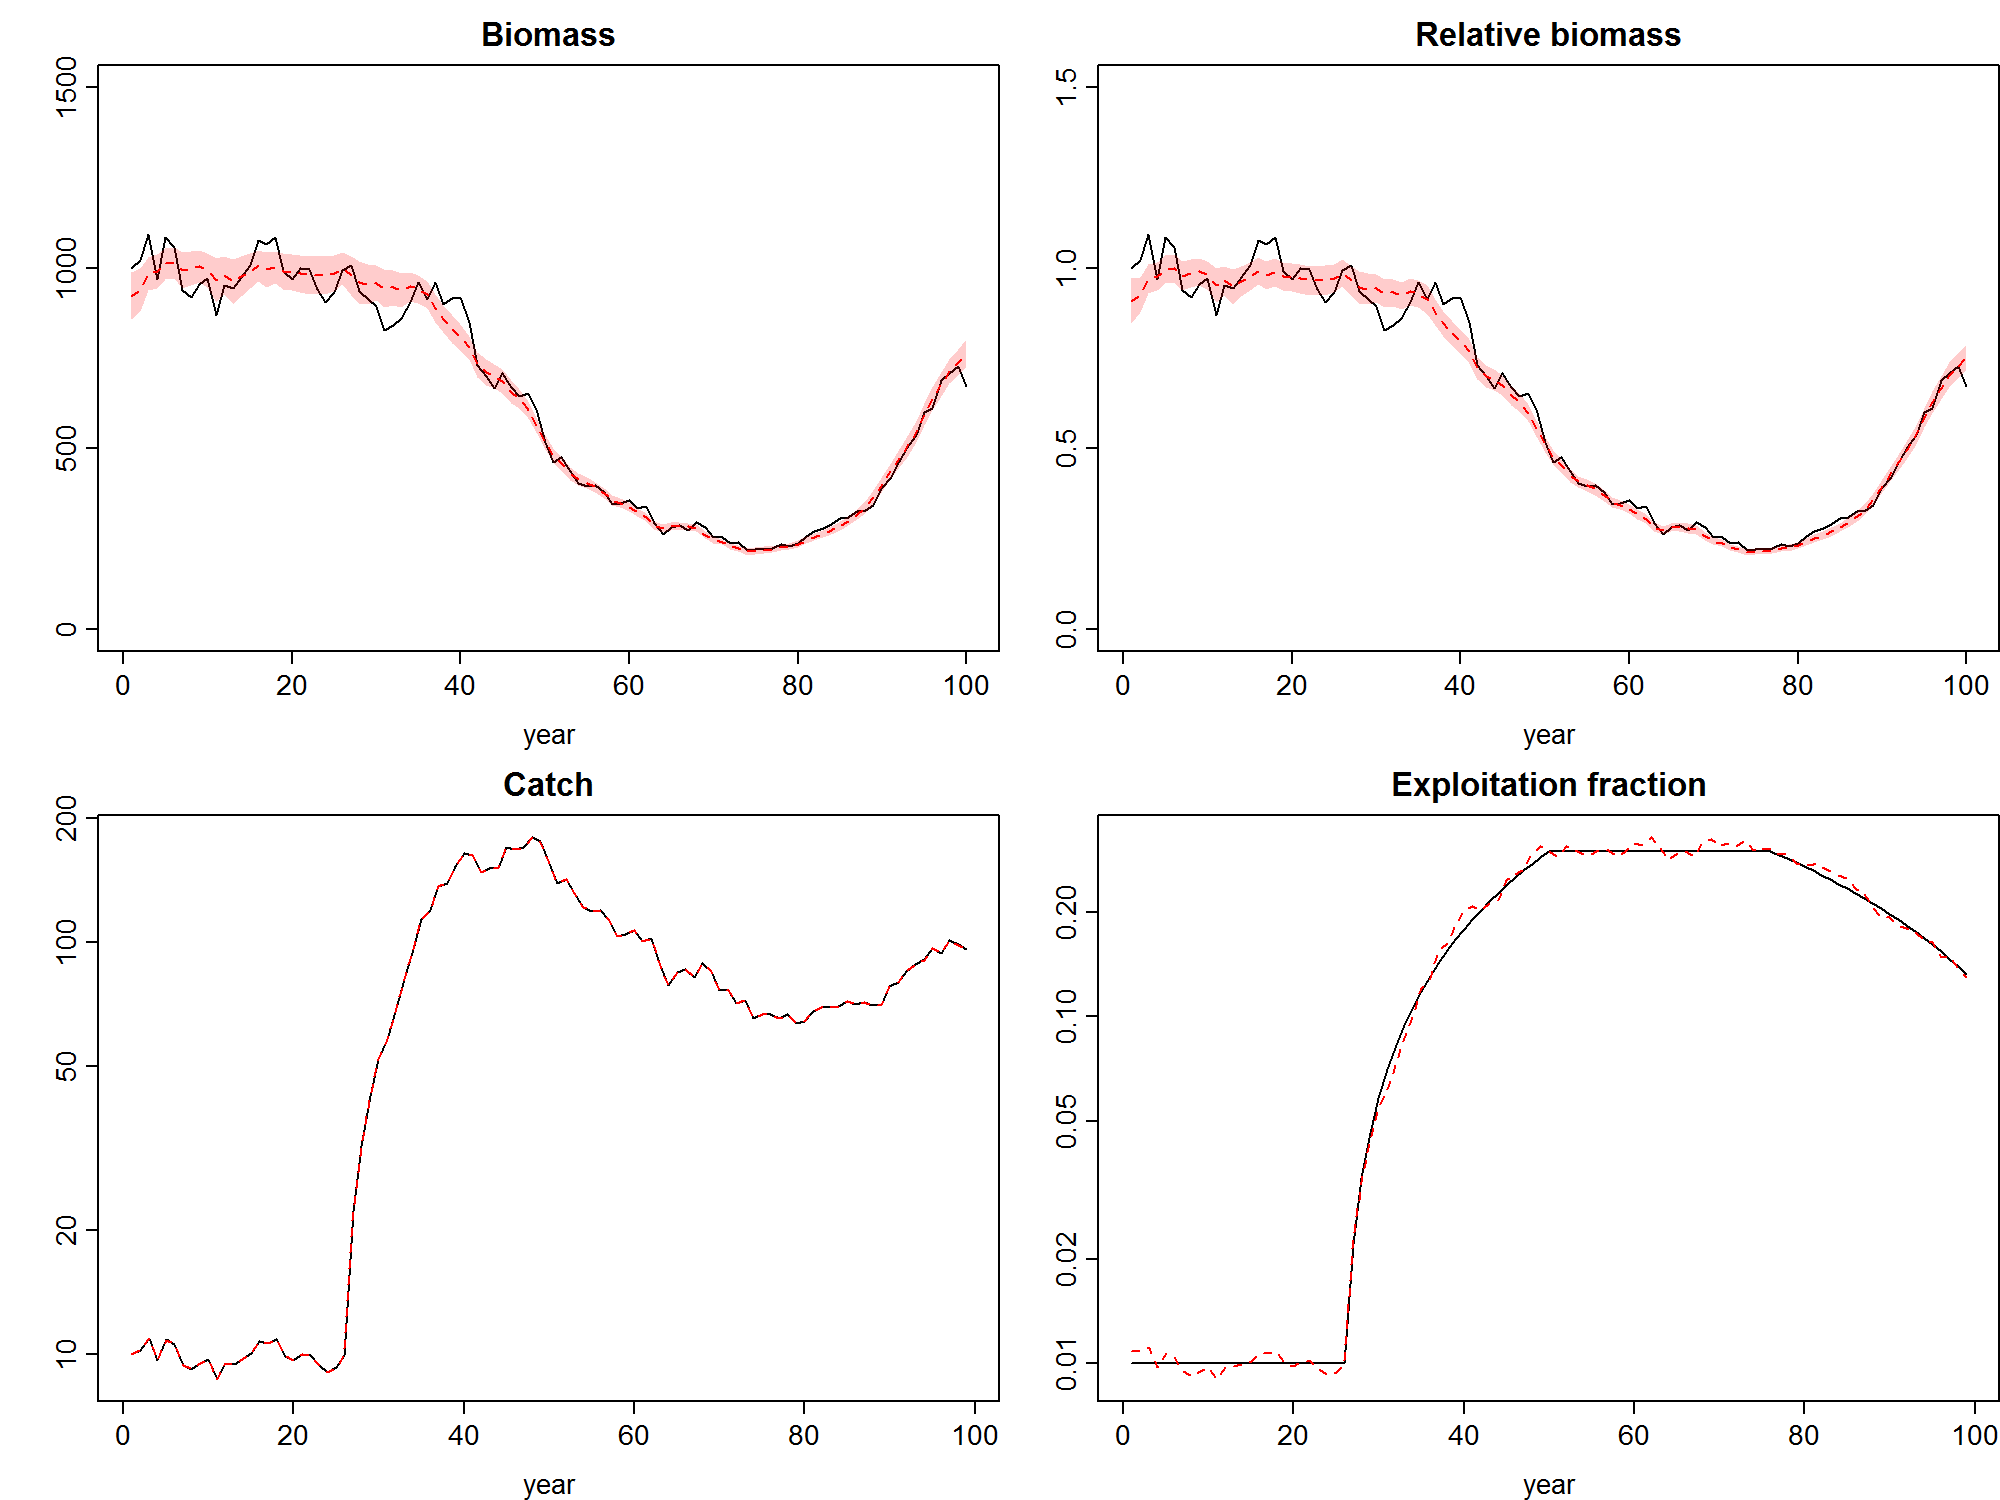 Biomass
1500
1000
500
0
0 20 40 60 80 100
year
Relative biomass
1.5
1.0
0.5
0.0
0 20 40 60 80 100
year
Catch
200
100
50
20
10
0 20 40 60 80 100
year
Exploitation fraction
0.20
0.10
0.05
0.02
0.01
0 20 40 60 80 100
year